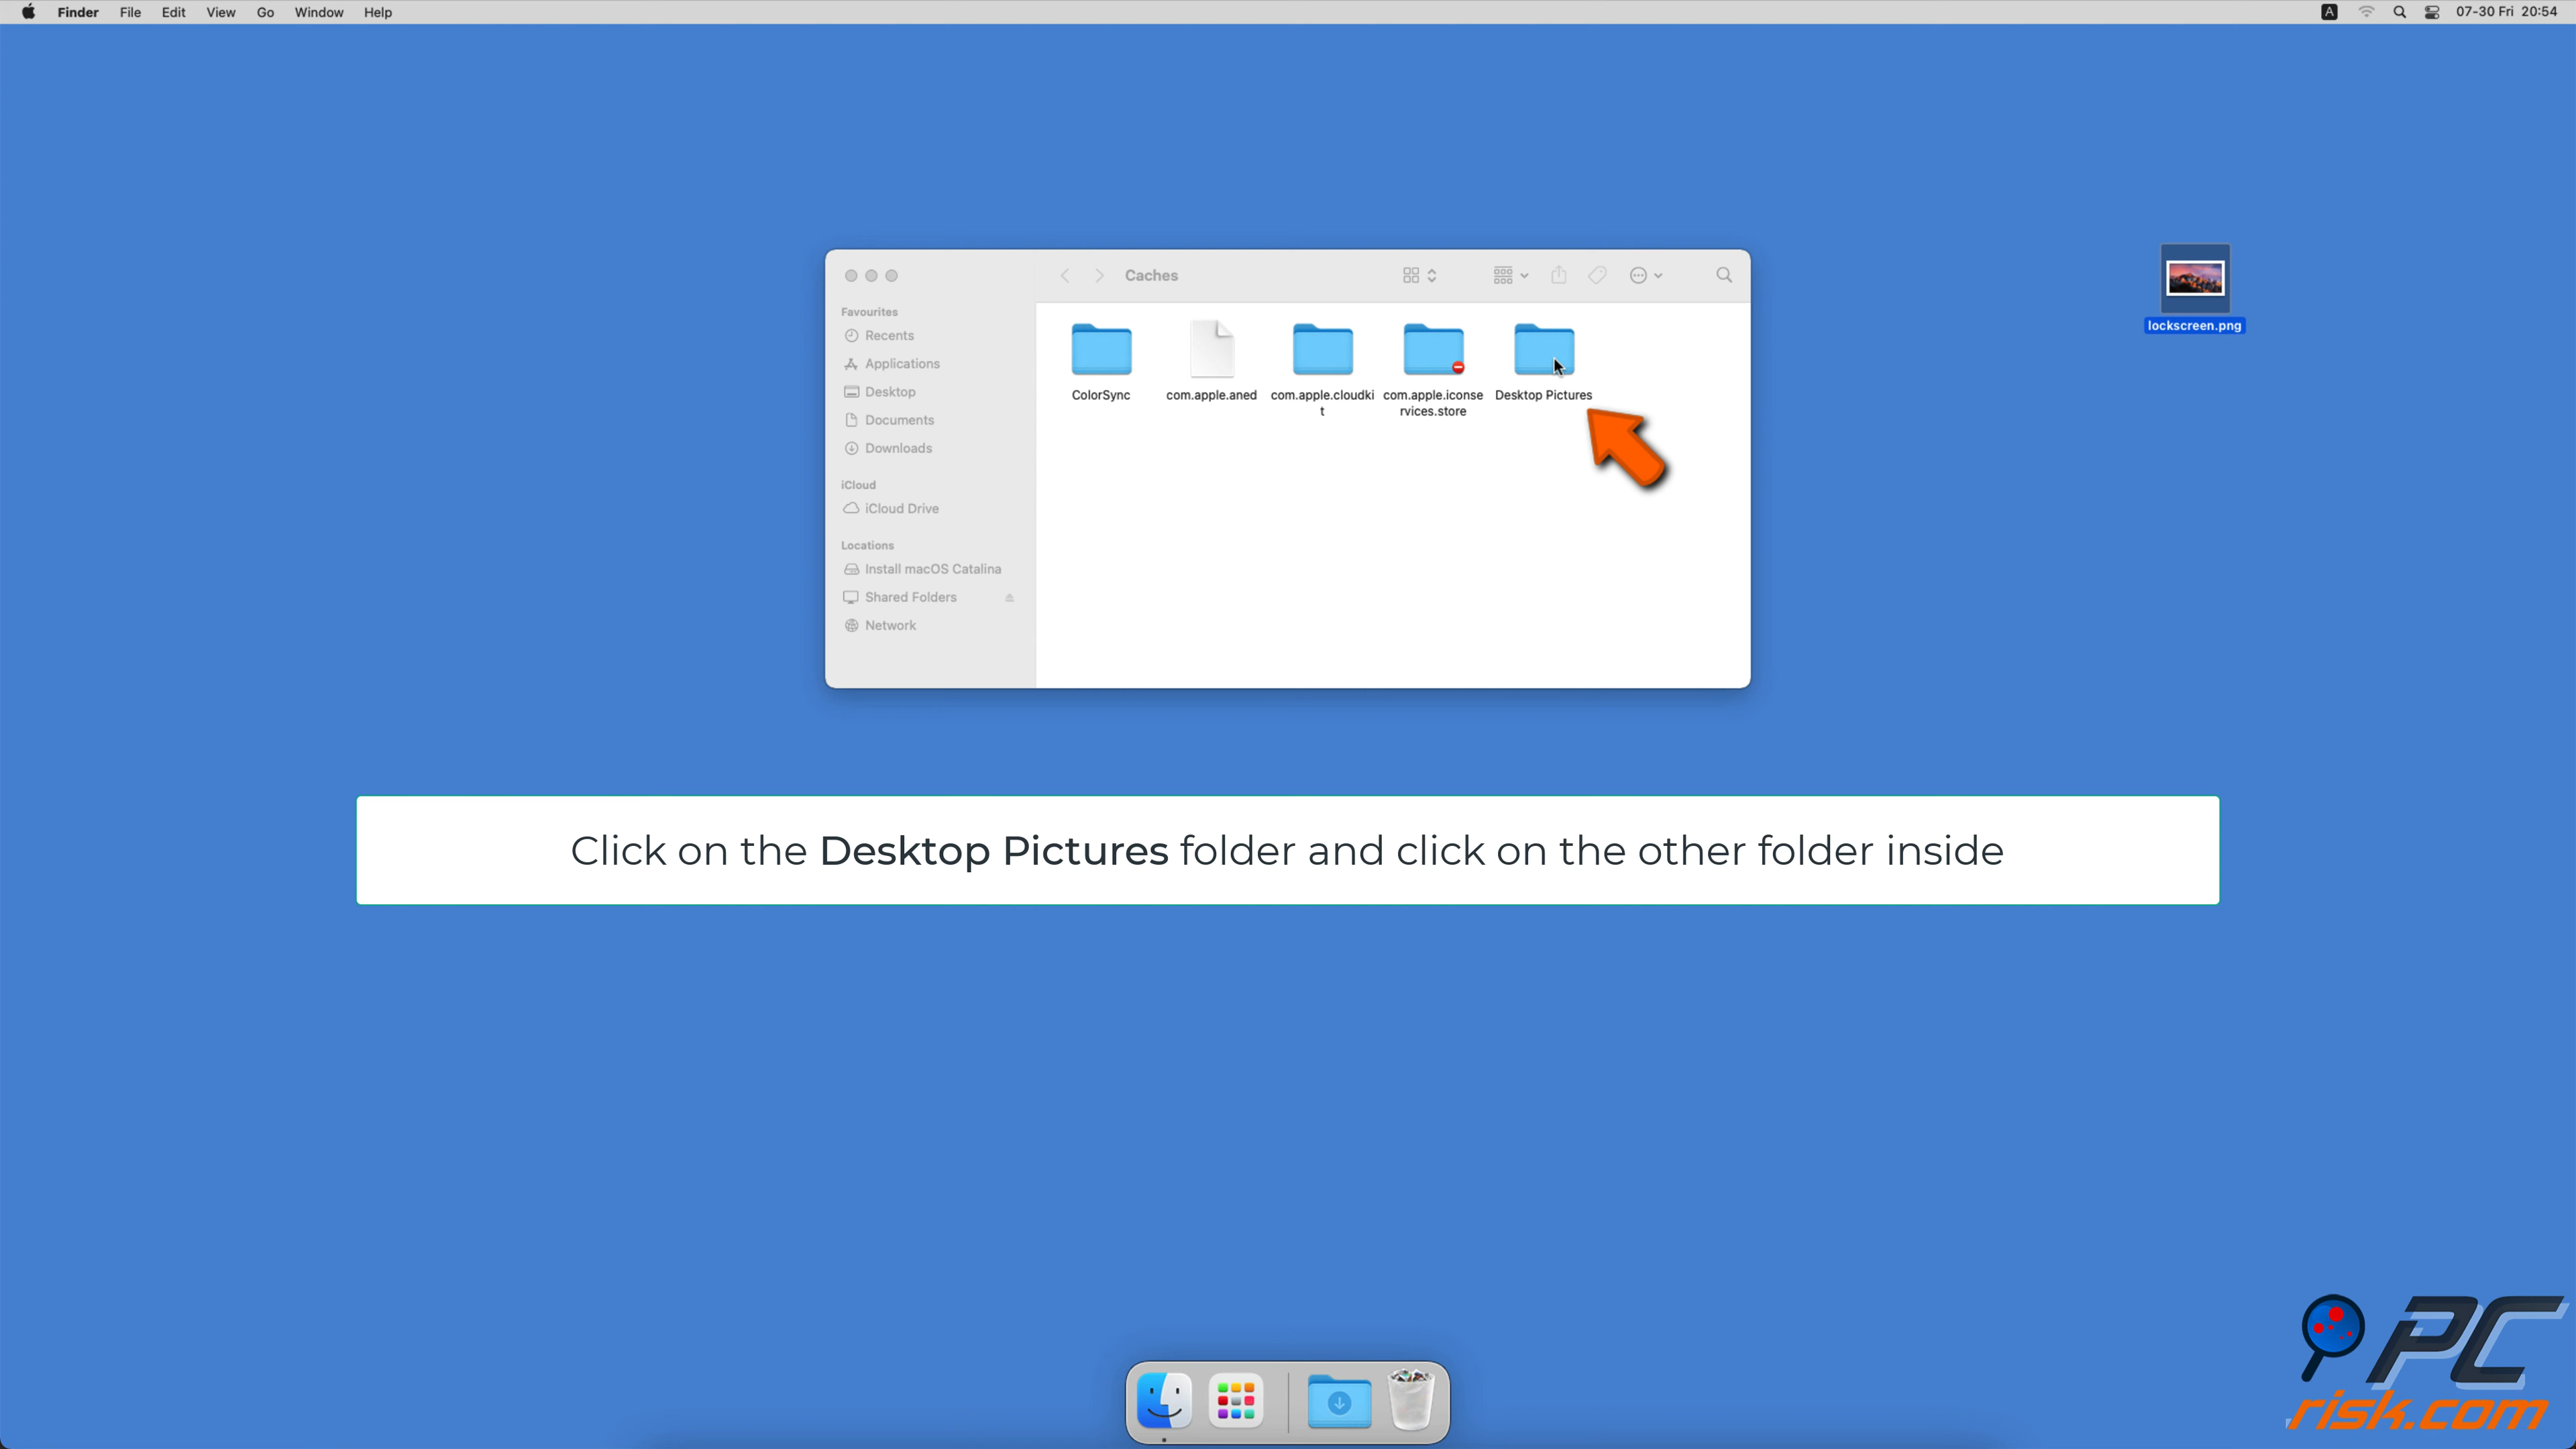 Finder File Edit View Go Window Help
A 07-30 Fri 20:54
lockscreen.png
Caches
Favourites
Recents
Applications
Desktop
Documents
Downloads
iCloud
iCloud Drive
Locations
Install macOS Catalina
Shared Folders
Network
ColorSync
com.apple.aned
com.apple.cloudki
t
com.apple.iconse
rvices.store
Desktop Pictures
Click on the Desktop Pictures folder and click on the other folder inside
PC
risk.com